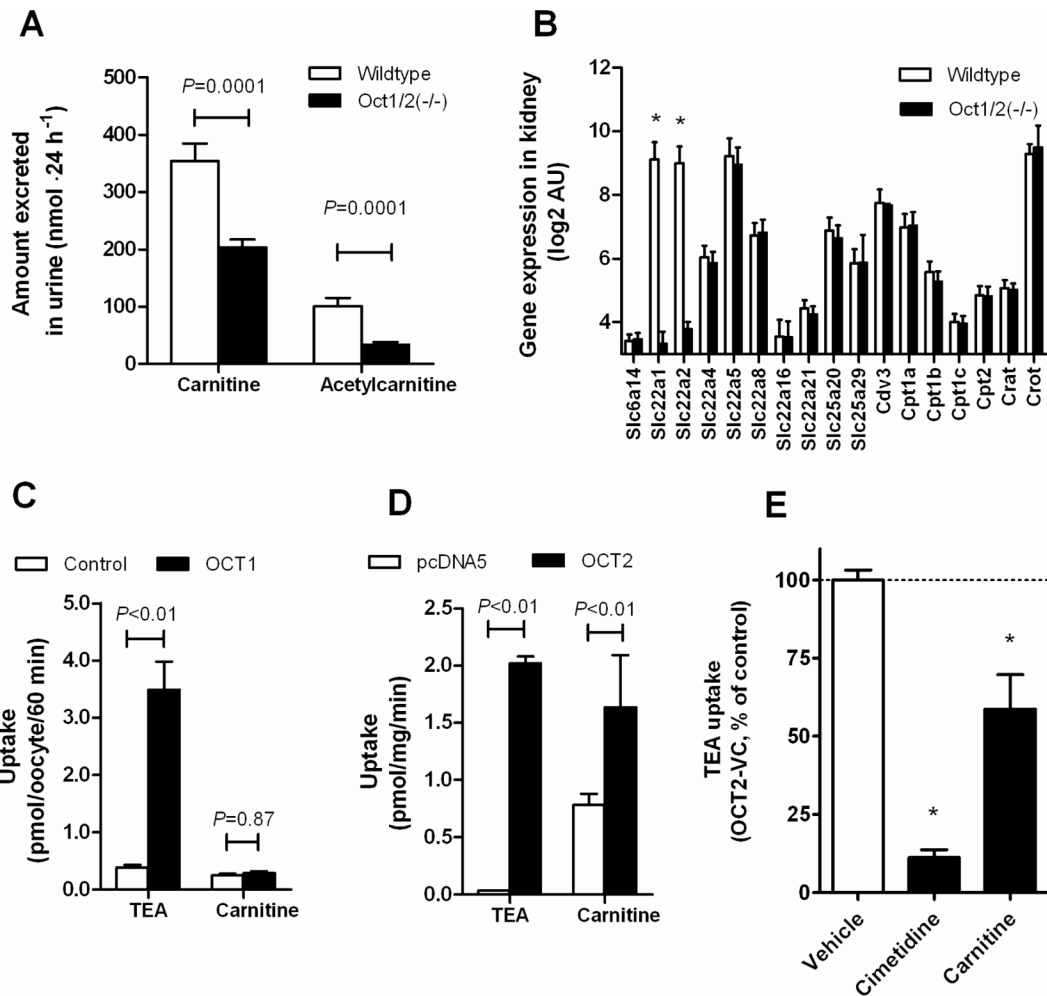 A
Amount excreted
in urine (nmol ·24 h⁻¹)
500
400
300
200
100
0
Wildtype
Oct1/2(-/-)
P=0.0001
P=0.0001
Carnitine
Acetylcarnitine
B
Gene expression in kidney
(log2 AU)
12
10
8
6
4
Wildtype
Oct1/2(-/-)
*
*
Slc6a14
Slc22a1
Slc22a2
Slc22a4
Slc22a5
Slc22a8
Slc22a16
Slc22a21
Slc25a20
Slc25a29
Cdv3
Cpt1a
Cpt1b
Cpt1c
Cpt2
Crat
Crot
C
Control
OCT1
Uptake
(pmol/oocyte/60 min)
5.0
4.0
3.0
2.0
1.0
0.0
P<0.01
P=0.87
TEA
Carnitine
D
pcDNA5
OCT2
Uptake
(pmol/mg/min)
2.5
2.0
1.5
1.0
0.5
0.0
P<0.01
P<0.01
TEA
Carnitine
E
TEA uptake
(OCT2-VC, % of control)
100
75
50
25
0
*
*
Vehicle
Cimetidine
Carnitine